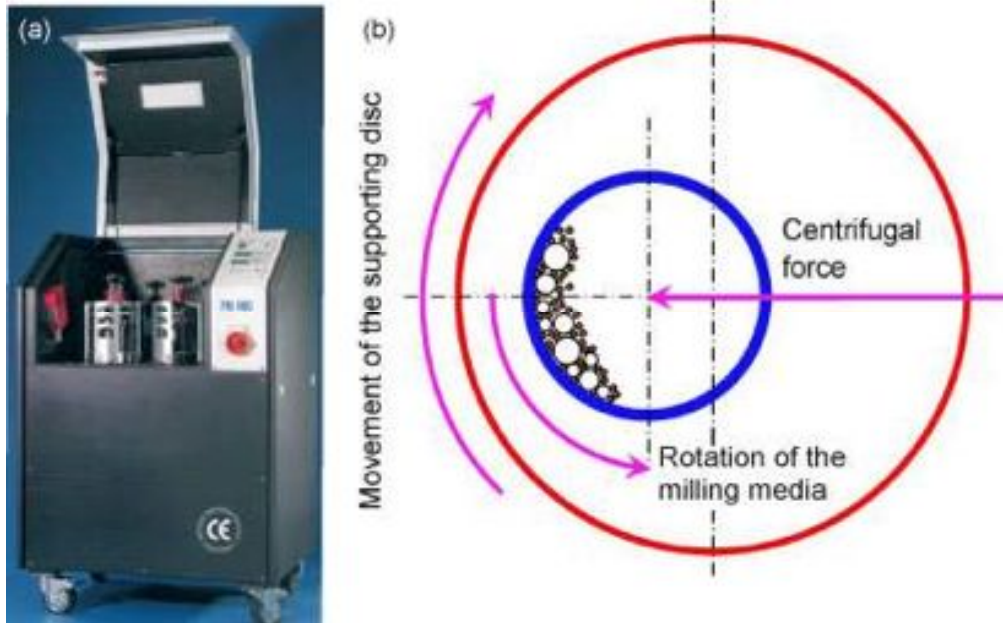 (a)
(b)
Movement of the supporting disc
Centrifugal
force
Rotation of the
milling media
CE